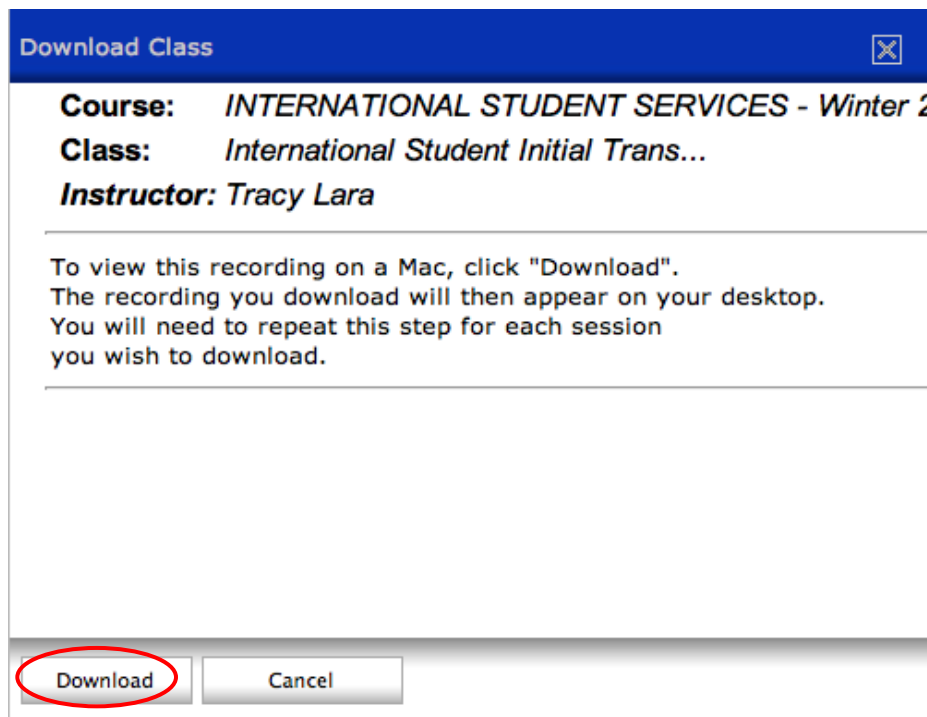 Download Class
Course: INTERNATIONAL STUDENT SERVICES - Winter 2
Class: International Student Initial Trans...
Instructor: Tracy Lara
To view this recording on a Mac, click "Download".
The recording you download will then appear on your desktop.
You will need to repeat this step for each session
you wish to download.
Download Cancel